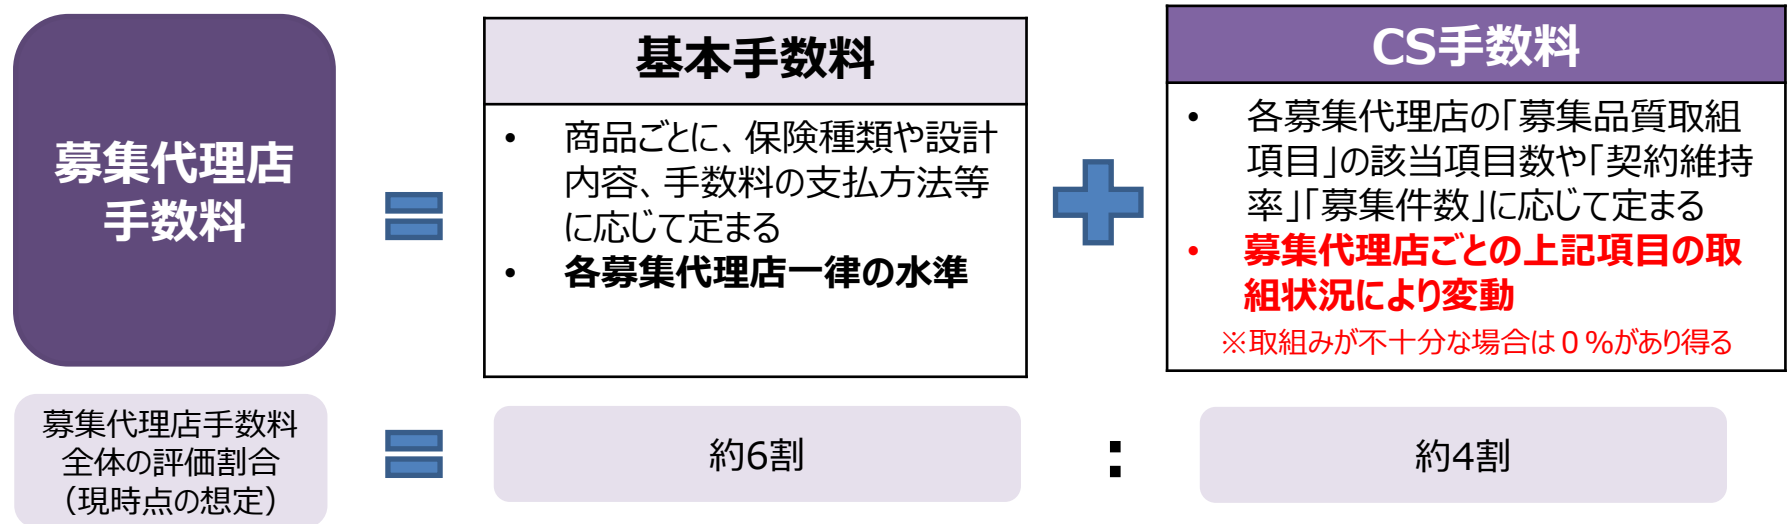 募集代理店
手数料
基本手数料
• 商品ごとに、保険種類や設計
内容、手数料の支払方法等
に応じて定まる
• 各募集代理店一律の水準
CS手数料
• 各募集代理店の「募集品質取組
項目」の該当項目数や「契約維持
率」「募集件数」に応じて定まる
• 募集代理店ごとの上記項目の取
組状況により変動
※取組みが不十分な場合は０％があり得る
募集代理店手数料
全体の評価割合
（現時点の想定）
約6割
:
約4割